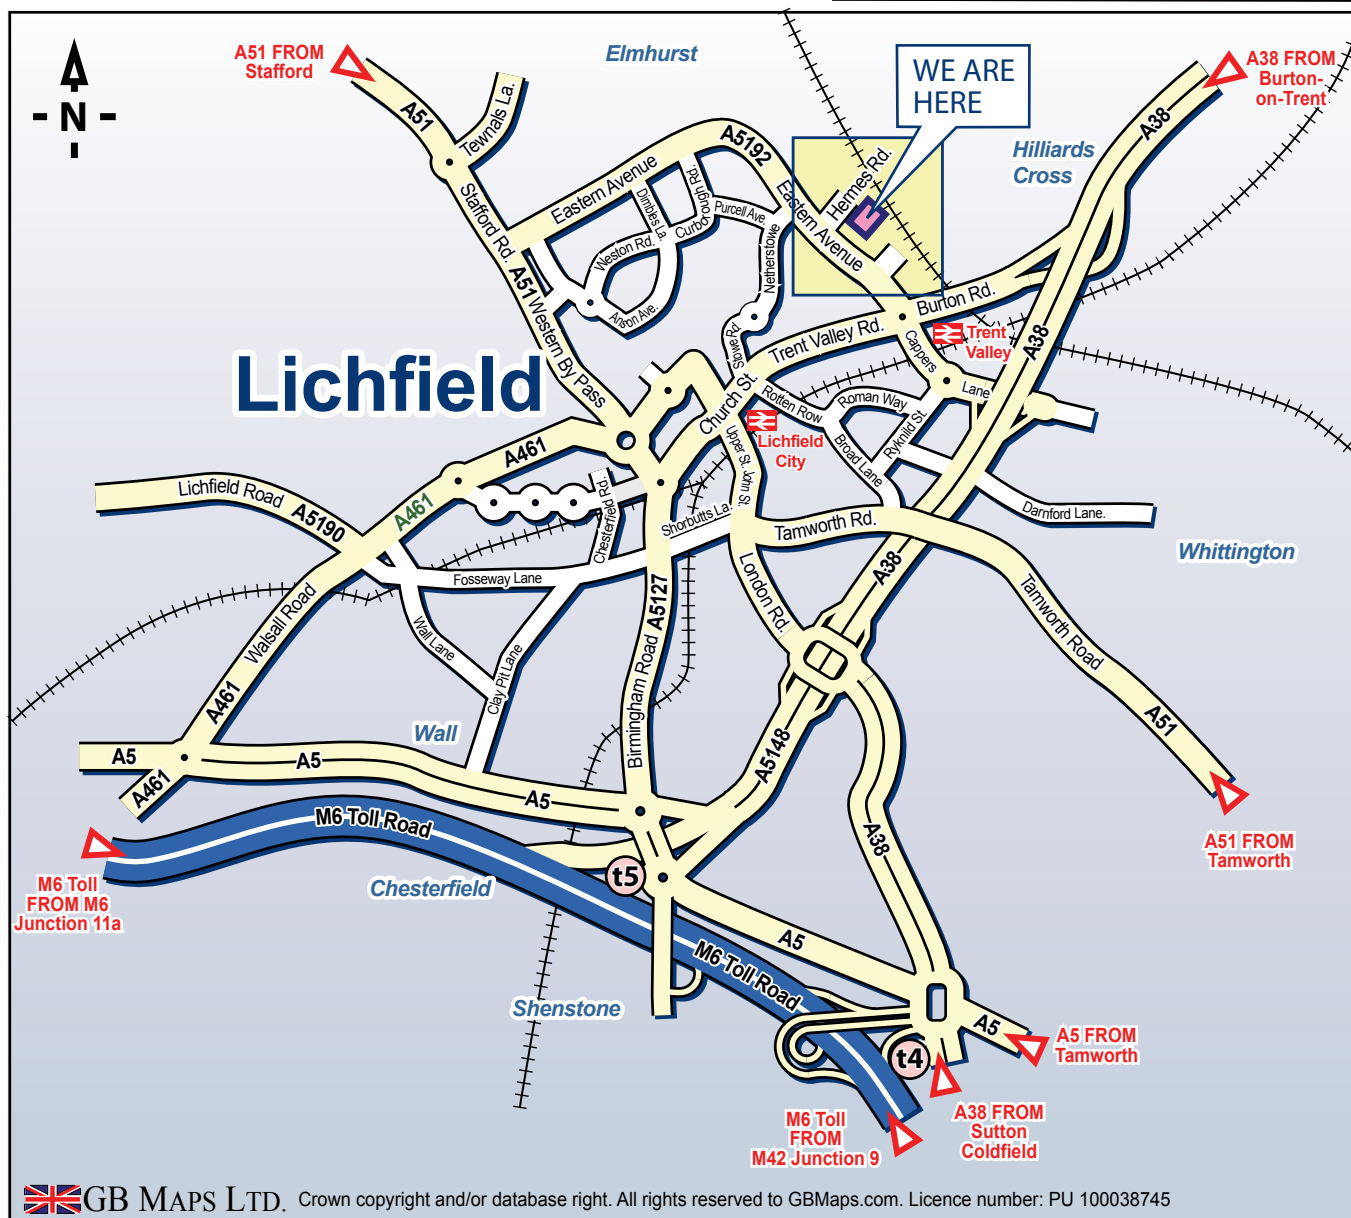 A51 FROM
Stafford
Elmhurst
WE ARE
HERE
A38 FROM
Burton-
on-Trent
N
A51
Tewnals La.
A5192
A38
Hilliards
Cross
Hermes Rd.
Eastern Avenue
Eastern Avenue
Stafford Rd.
Dimbles La.
Curborough Rd.
Purcell Ave.
Weston Rd.
Netherstowe
Anson Ave.
A51
Western By Pass
Burton Rd.
Trent Valley Rd.
Stowe Rd.
Cappers
Lane
Trent
Valley
A38
Lichfield
Church St.
Rotten Row
Roman Way
Ryknild St.
Broad Lane
Lichfield
City
Upper St. John St.
A461
Lichfield Road
A5190
A461
Chesterfield Rd.
Shorbutts La.
Tamworth Rd.
Darnford Lane.
Whittington
Fosseway Lane
A5127
London Rd.
A38
Tamworth Road
Walsall Road
Wall Lane
Clay Pit Lane
Birmingham Road
A461
Wall
A51
A5
A5
A5148
A461
A5
M6 Toll Road
A38
A51 FROM
Tamworth
M6 Toll
FROM M6
Junction 11a
Chesterfield
t5
A5
M6 Toll Road
Shenstone
A5
A5 FROM
Tamworth
t4
M6 Toll
FROM
M42 Junction 9
A38 FROM
Sutton
Coldfield
GB MAPS LTD. Crown copyright and/or database right. All rights reserved to GBMaps.com. Licence number: PU 100038745